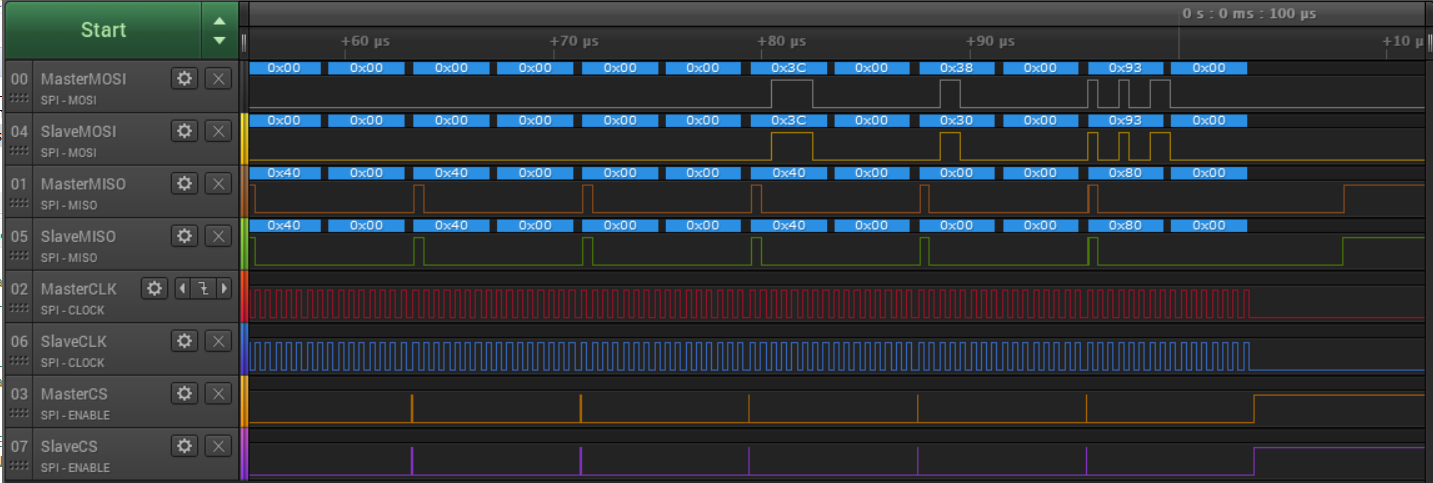 Start
0 s : 0 ms : 100 µs
+60 µs +70 µs +80 µs +90 µs +10 µ
00 MasterMOSI
SPI - MOSI
0x00 0x00 0x00 0x00 0x00 0x00 0x3C 0x00 0x38 0x00 0x93 0x00
04 SlaveMOSI
SPI - MOSI
0x00 0x00 0x00 0x00 0x00 0x00 0x3C 0x00 0x30 0x00 0x93 0x00
01 MasterMISO
SPI - MISO
0x40 0x00 0x40 0x00 0x00 0x00 0x40 0x00 0x00 0x00 0x80 0x00
05 SlaveMISO
SPI - MISO
0x40 0x00 0x40 0x00 0x00 0x00 0x40 0x00 0x00 0x00 0x80 0x00
02 MasterCLK
SPI - CLOCK
06 SlaveCLK
SPI - CLOCK
03 MasterCS
SPI - ENABLE
07 SlaveCS
SPI - ENABLE